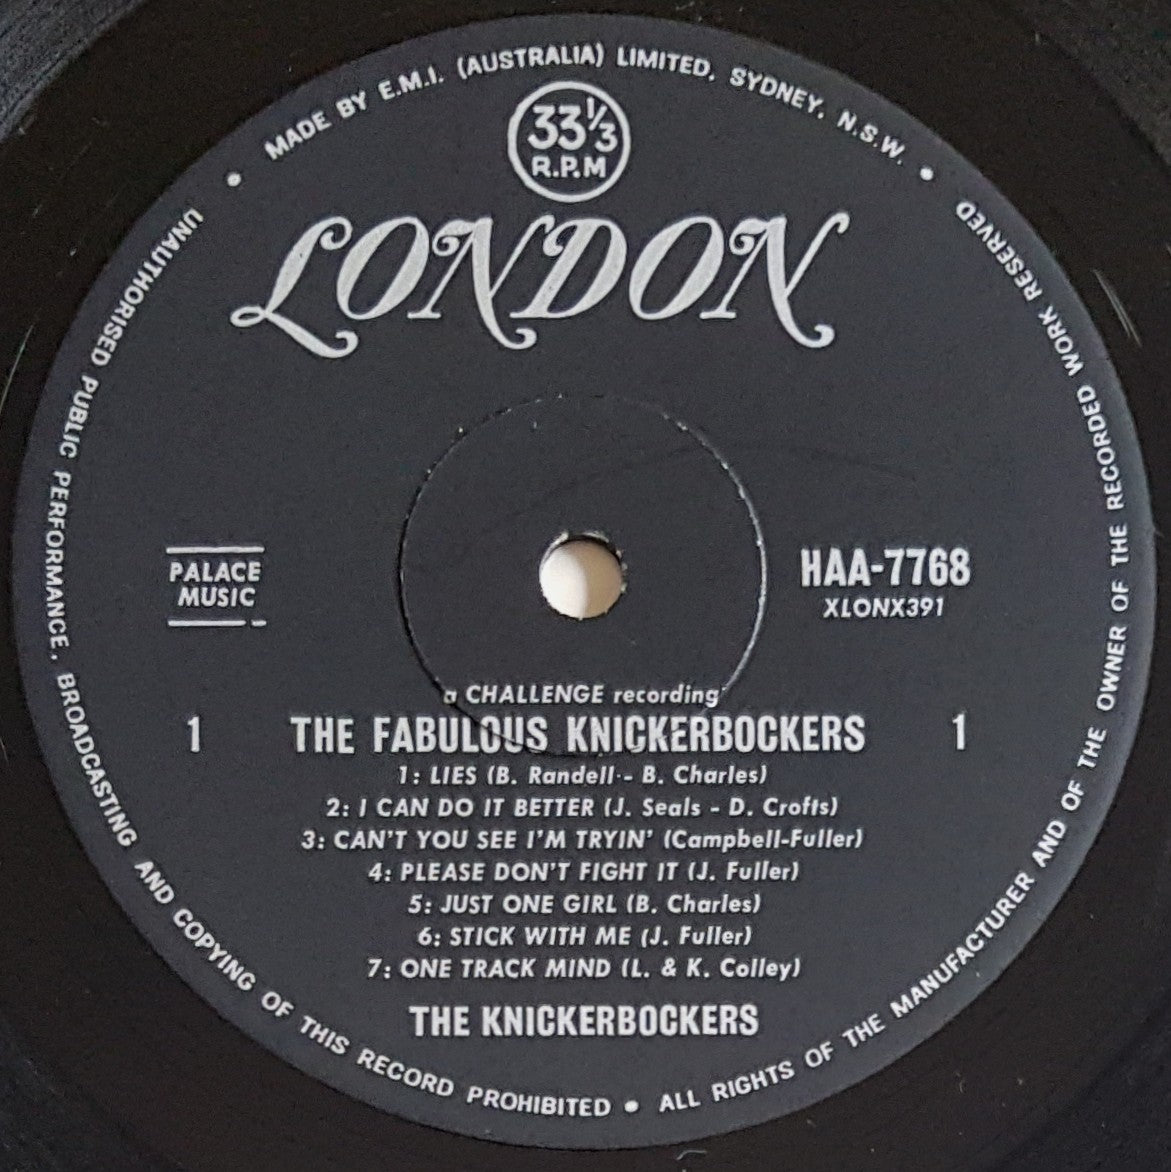 MADE BY E.M.I. (AUSTRALIA) LIMITED, SYDNEY, N.S.W.
33⅓
R.P.M
LONDON
PALACE
MUSIC
HAA-7768
XLONX391
a CHALLENGE recording
1 THE FABULOUS KNICKERBOCKERS 1
1: LIES (B. Randell - B. Charles)
2: I CAN DO IT BETTER (J. Seals - D. Crofts)
3: CAN'T YOU SEE I'M TRYIN' (Campbell-Fuller)
4: PLEASE DON'T FIGHT IT (J. Fuller)
5: JUST ONE GIRL (B. Charles)
6: STICK WITH ME (J. Fuller)
7: ONE TRACK MIND (L. & K. Colley)
THE KNICKERBOCKERS
ALL RIGHTS OF THE MANUFACTURER AND OF THE OWNER OF THE RECORDED WORK RESERVED
UNAUTHORISED PUBLIC PERFORMANCE, BROADCASTING AND COPYING OF THIS RECORD PROHIBITED